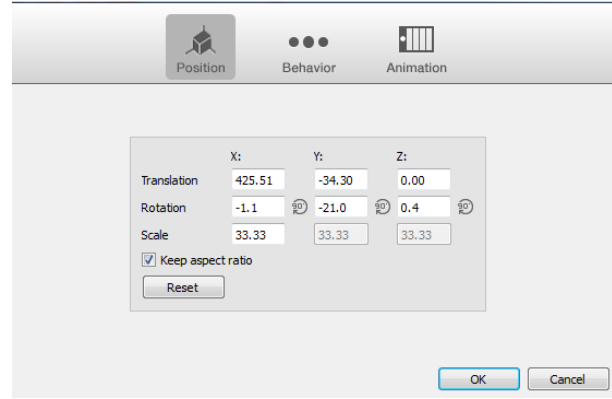 Position Behavior Animation
X: Y: Z:
Translation 425.51 -34.30 0.00
Rotation -1.1 90° -21.0 90° 0.4 90°
Scale 33.33 33.33 33.33
Keep aspect ratio
Reset
OK Cancel